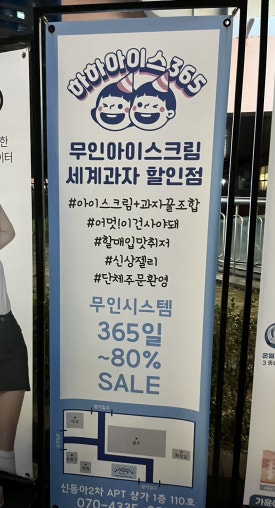 하하아이스365
무인아이스크림
세계과자 할인점
#아이스크림+과자꿀조합
#어멋!이건사야돼
#할매입맛취저
#신상젤리
#단체주문환영
무인시스템
365일
~80%
SALE
신동아2차 APT 상가 1층 110호
070-4335-